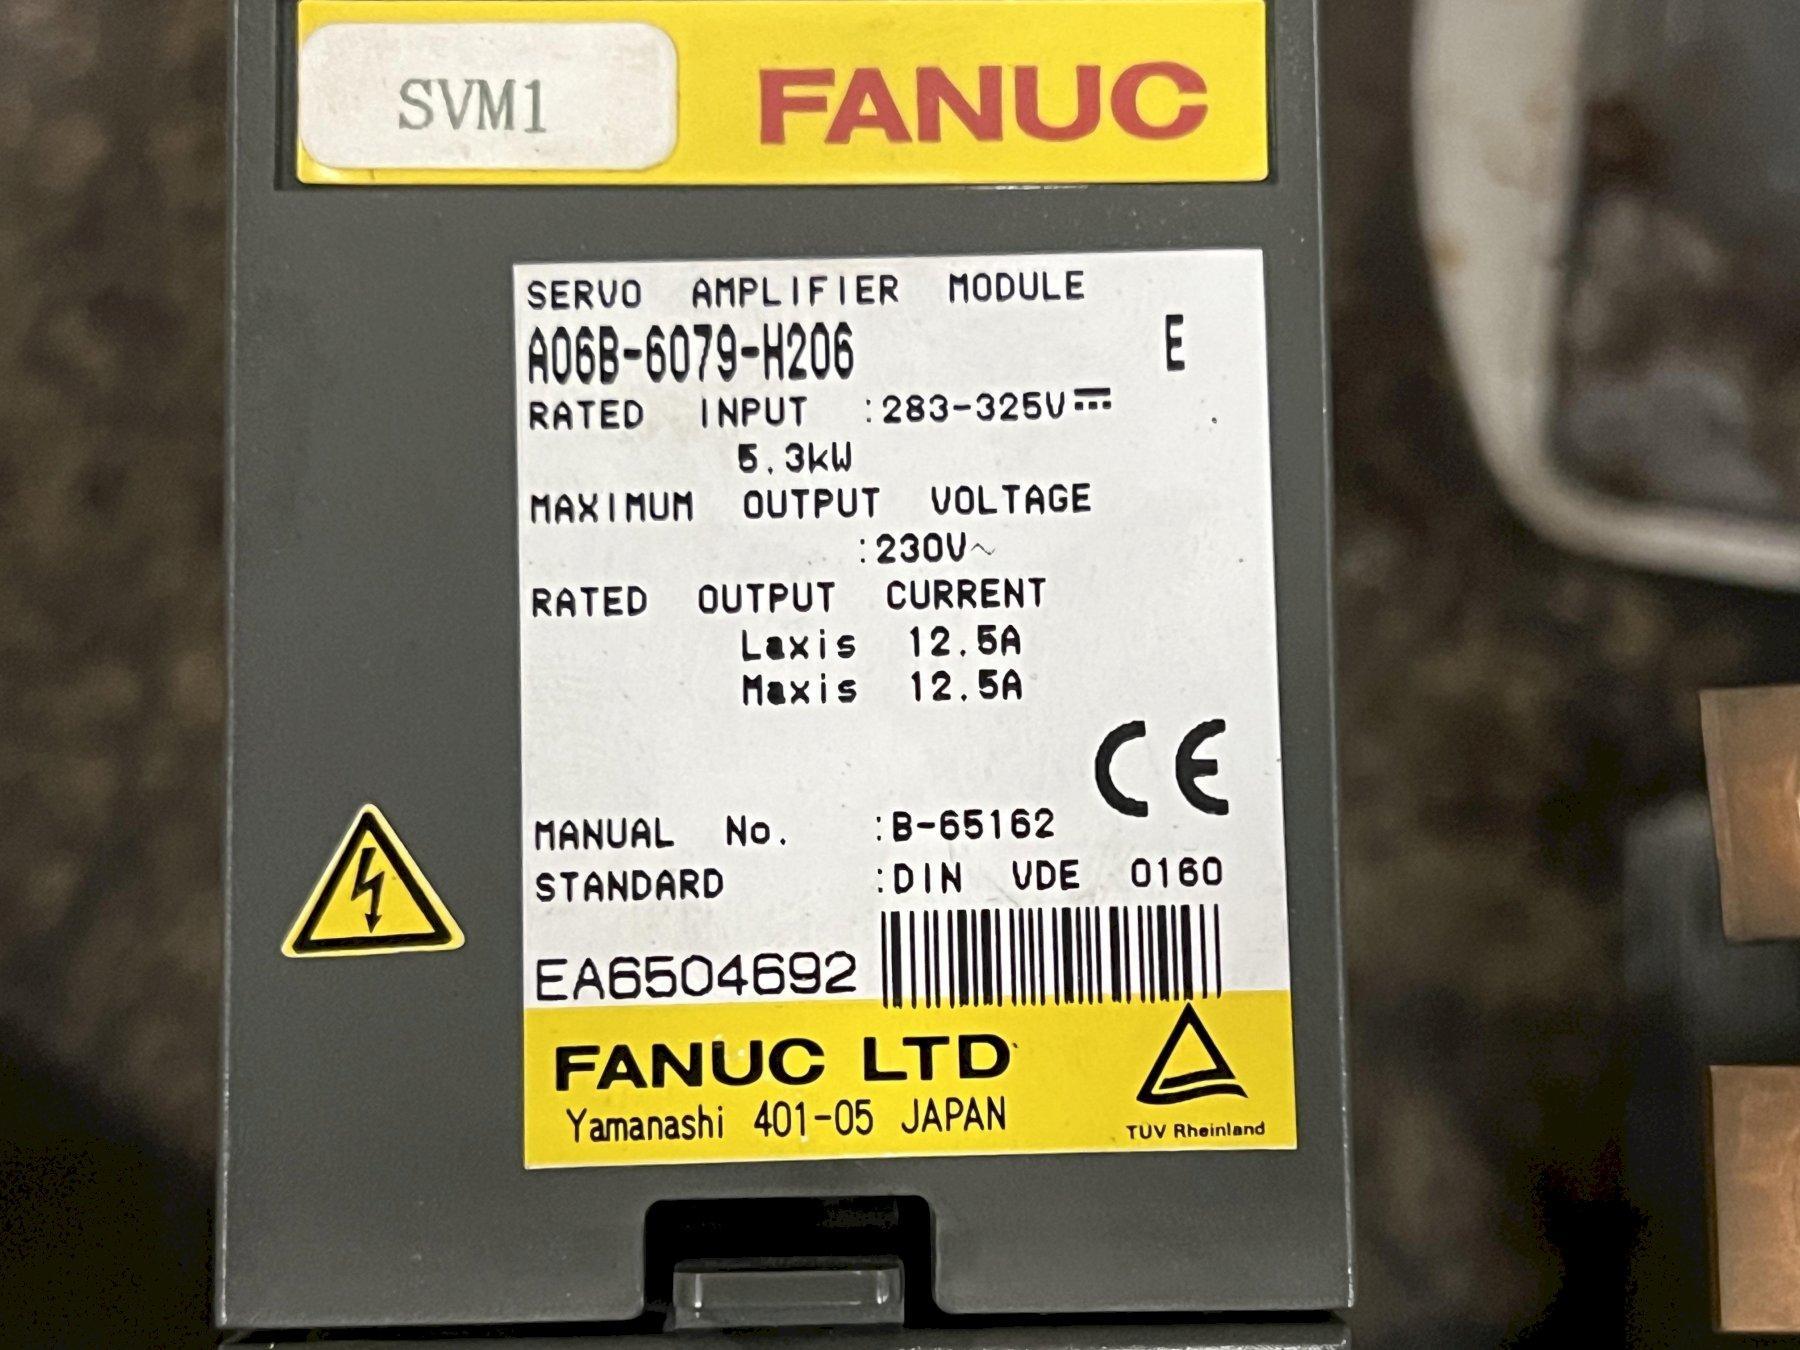 SVM1
FANUC
SERVO AMPLIFIER MODULE
A06B-6079-H206 E
RATED INPUT :283-325V⎓
5.3kW
MAXIMUM OUTPUT VOLTAGE
:230V~
RATED OUTPUT CURRENT
Laxis 12.5A
Maxis 12.5A
CE
MANUAL No. :B-65162
STANDARD :DIN VDE 0160
EA6504692
FANUC LTD
Yamanashi 401-05 JAPAN
TUV Rheinland